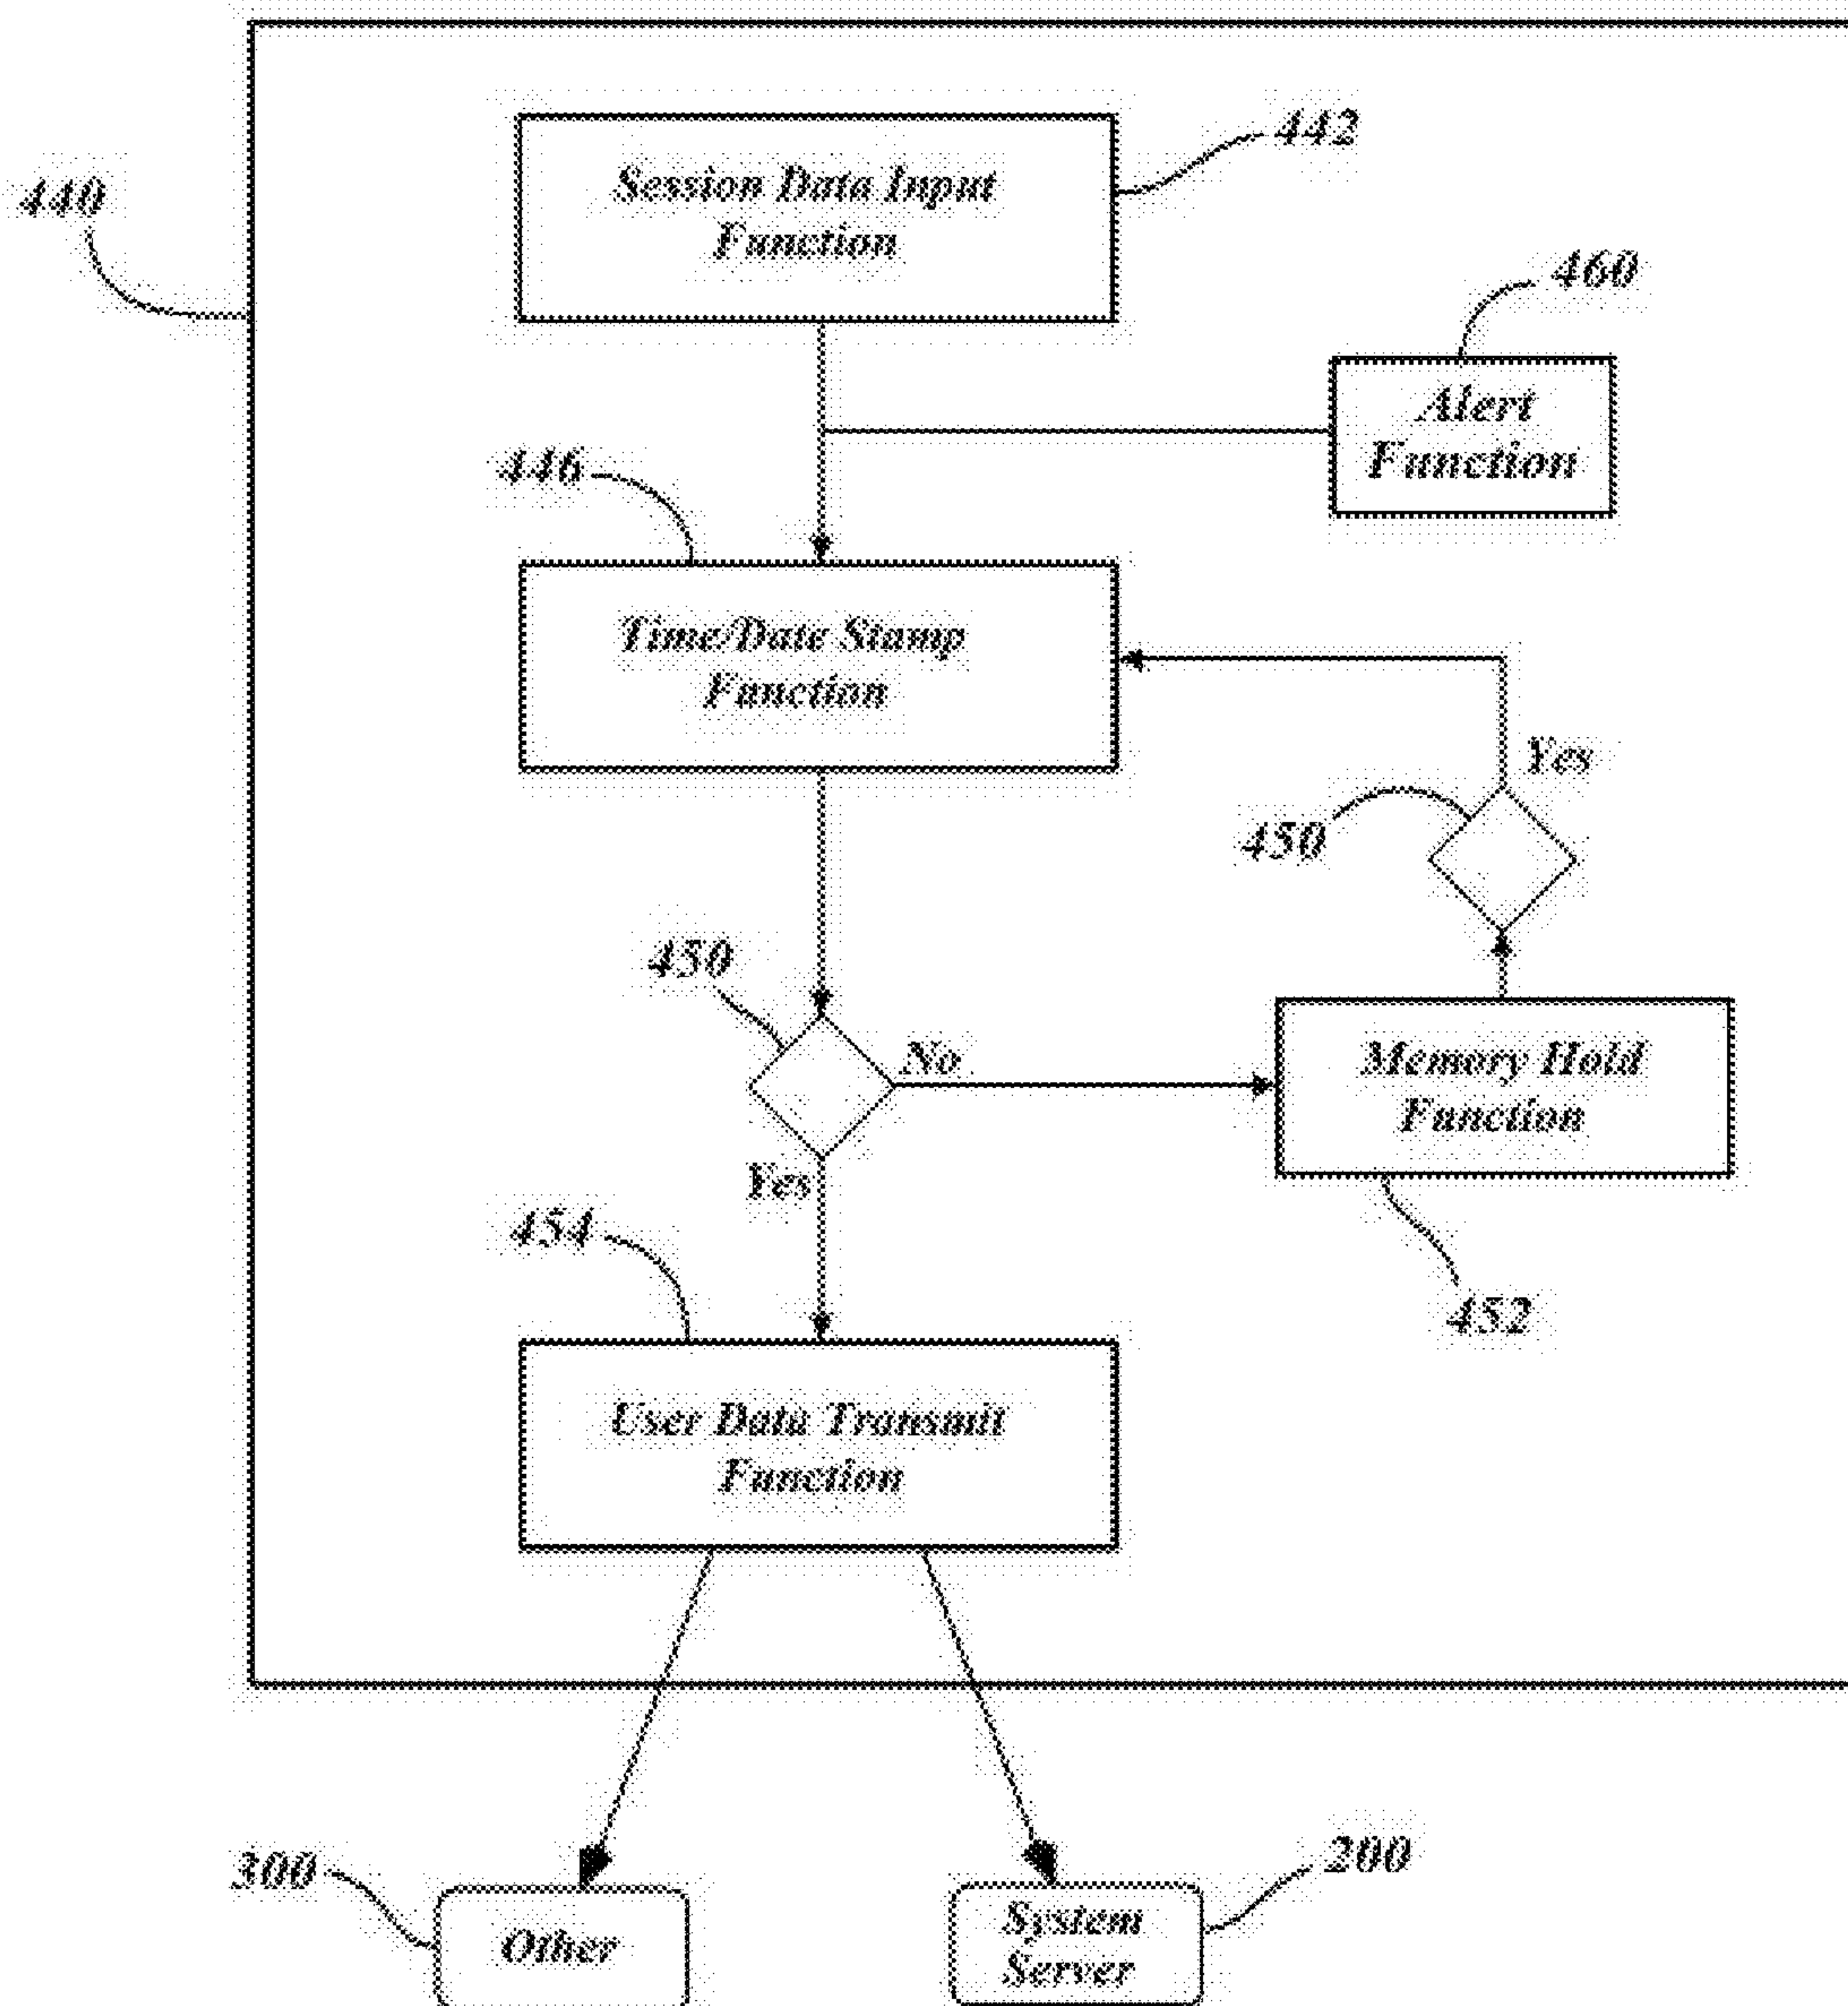 442
Session Data Input
Function
440
460
Alert
Function
446
Time/Date Stamp
Function
Yes
450
450
No
Memory Hold
Function
Yes
454
452
User Data Transmit
Function
300
200
Other
System
Server